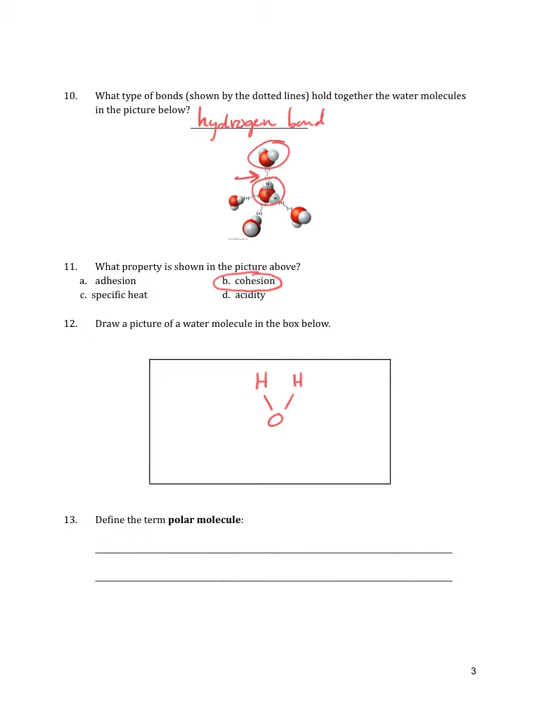 10. What type of bonds (shown by the dotted lines) hold together the water molecules
in the picture below?
hydrogen bond
11. What property is shown in the picture above?
a. adhesion b. cohesion
c. specific heat d. acidity
12. Draw a picture of a water molecule in the box below.
H H
O
13. Define the term polar molecule:
3